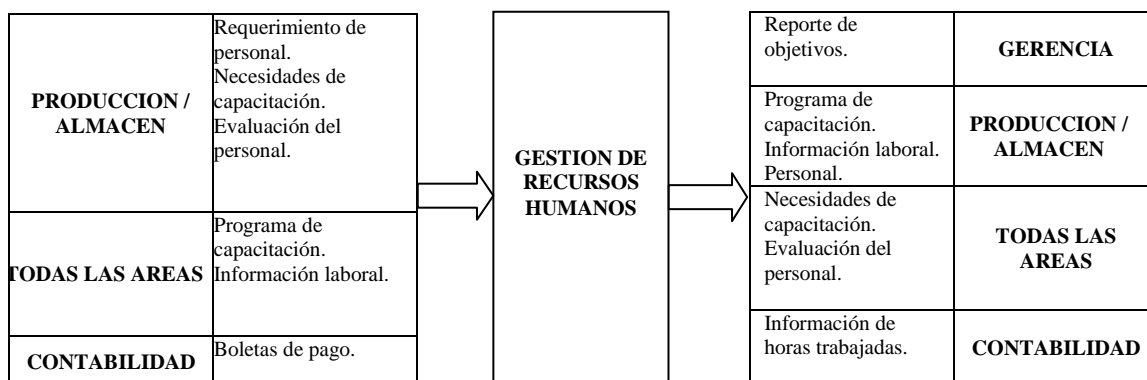 PRODUCCION /
ALMACEN
Requerimiento de
personal.
Necesidades de
capacitación.
Evaluación del
personal.
TODAS LAS AREAS
Programa de
capacitación.
Información laboral.
CONTABILIDAD
Boletas de pago.
GESTION DE
RECURSOS
HUMANOS
Reporte de
objetivos.
GERENCIA
Programa de
capacitación.
Información laboral.
Personal.
PRODUCCION /
ALMACEN
Necesidades de
capacitación.
Evaluación del
personal.
TODAS LAS
AREAS
Información de
horas trabajadas.
CONTABILIDAD